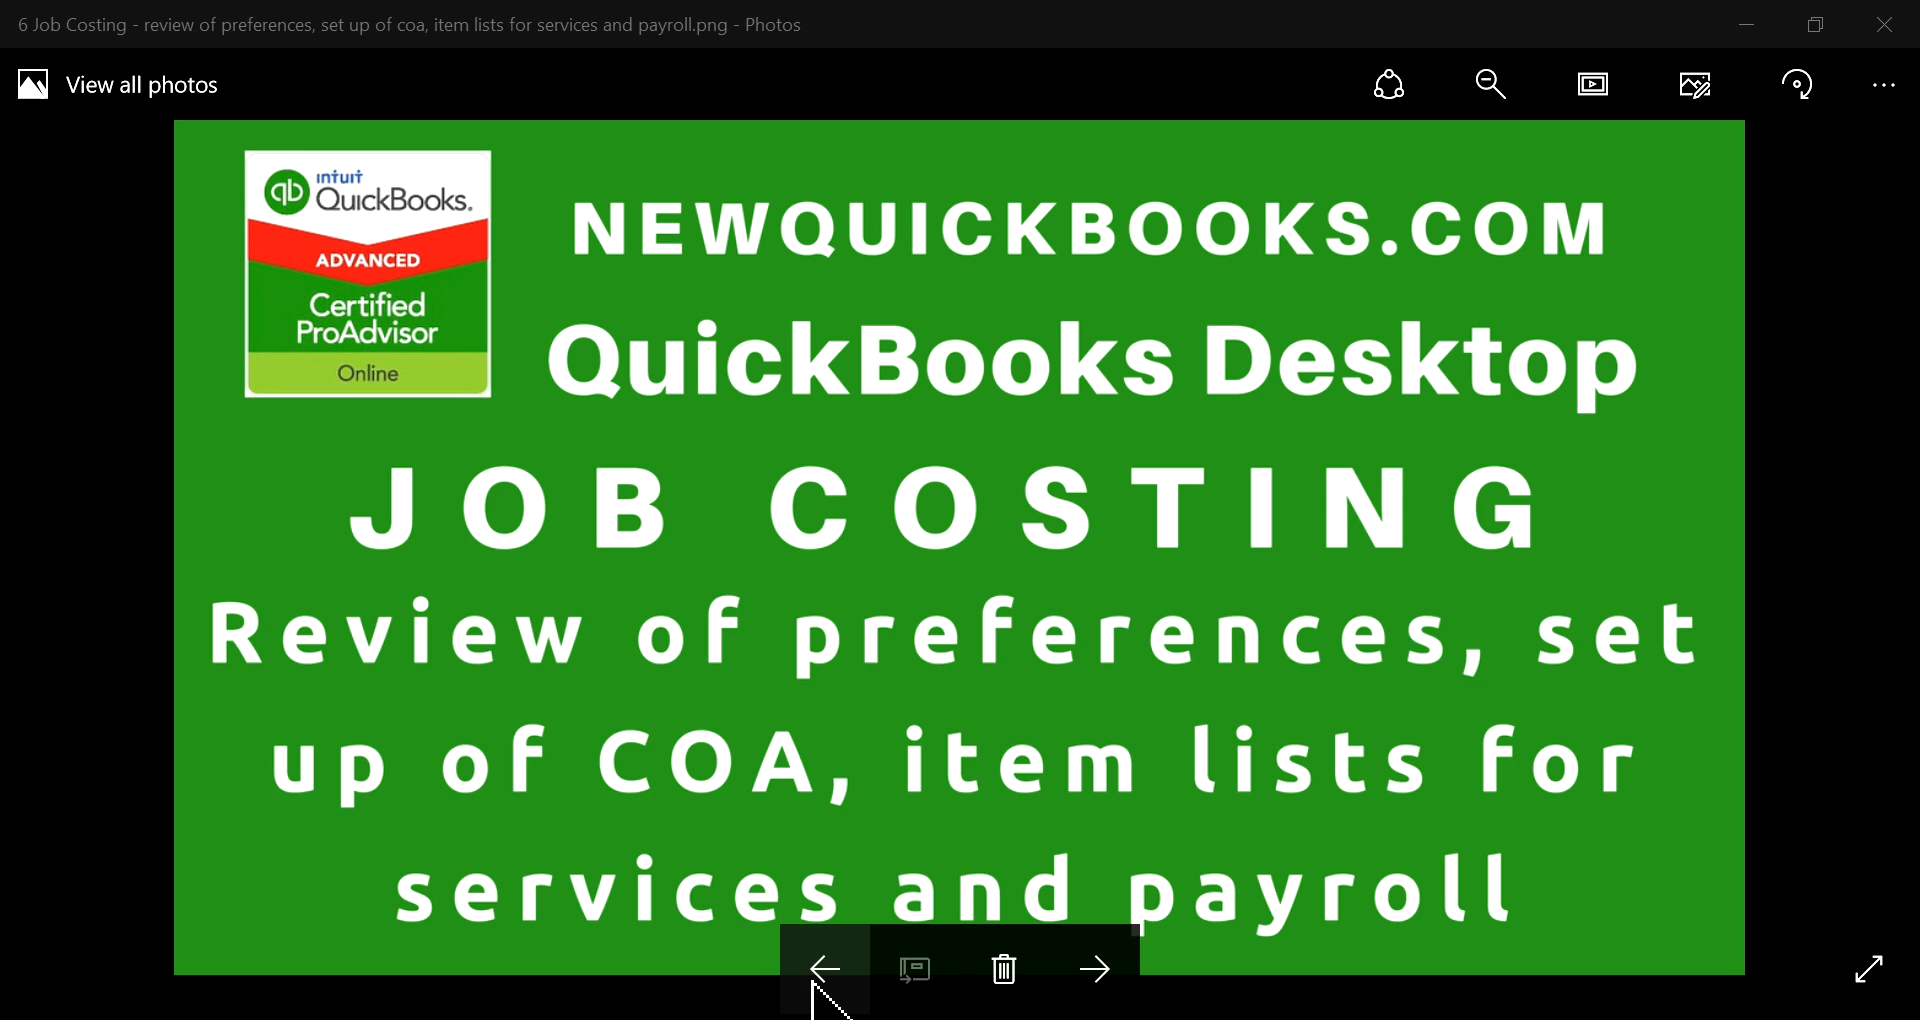 6 Job Costing - review of preferences, set up of coa, item lists for services and payroll.png - Photos
View all photos
intuit
qb QuickBooks.
ADVANCED
Certified
ProAdvisor
Online
NEWQUICKBOOKS.COM
QuickBooks Desktop
JOB COSTING
Review of preferences, set
up of COA, item lists for
services and payroll